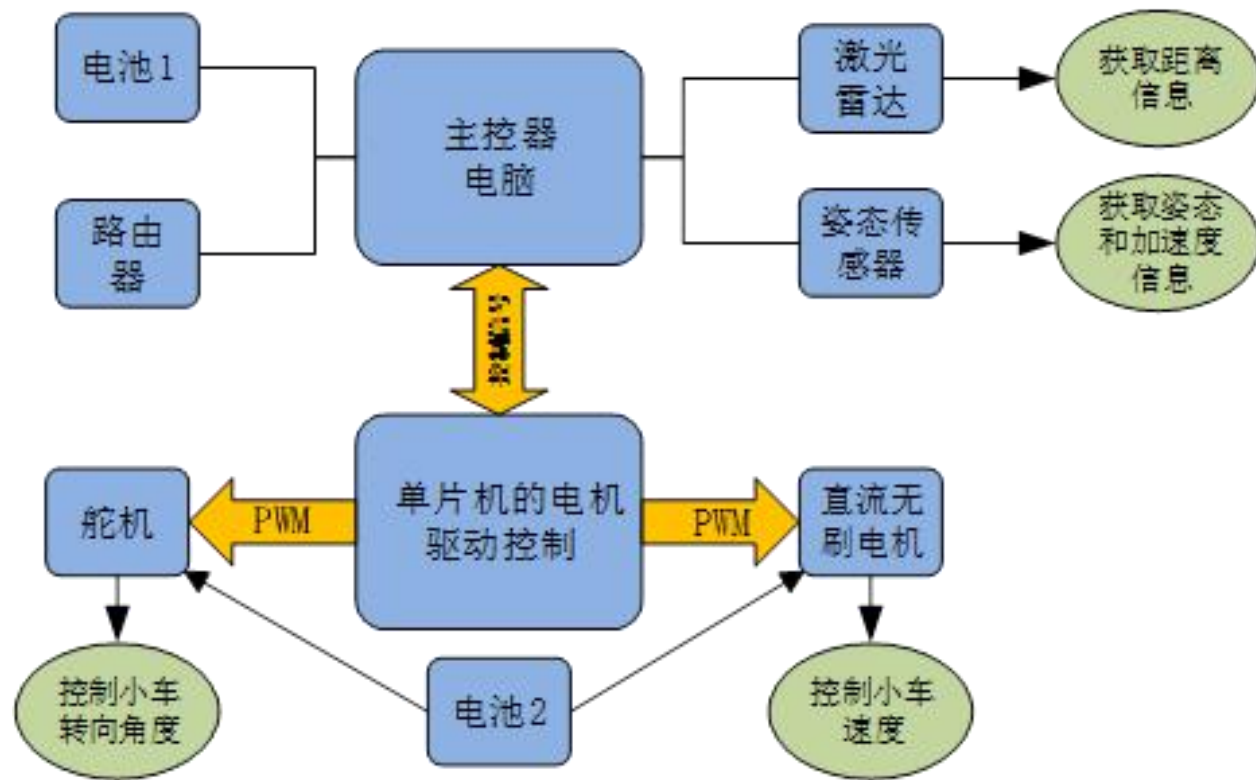 电池1
路由
器
主控器
电脑
激光
雷达
获取距离
信息
姿态传
感器
获取姿态
和加速度
信息
舵机
PWM
单片机的电机
驱动控制
PWM
直流无
刷电机
控制小车
转向角度
电池2
控制小车
速度